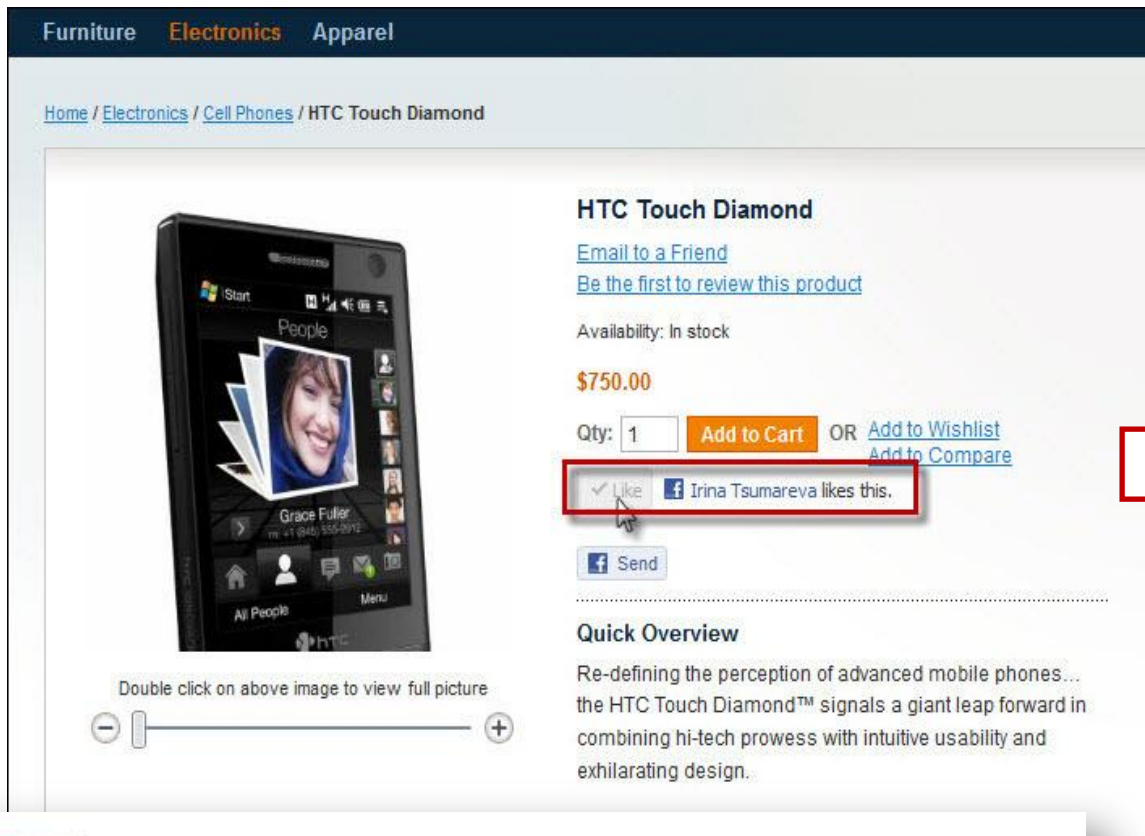 Furniture Electronics Apparel
Home / Electronics / Cell Phones / HTC Touch Diamond
HTC Touch Diamond
Email to a Friend
Be the first to review this product
Availability: In stock
$750.00
Qty: 1 Add to Cart OR Add to Wishlist
Add to Compare
Like Irina Tsumareva likes this.
Send
Quick Overview
Re-defining the perception of advanced mobile phones…
the HTC Touch Diamond™ signals a giant leap forward in
combining hi-tech prowess with intuitive usability and
exhilarating design.
Start
People
Grace Fuller
All People Menu
htc
Double click on above image to view full picture